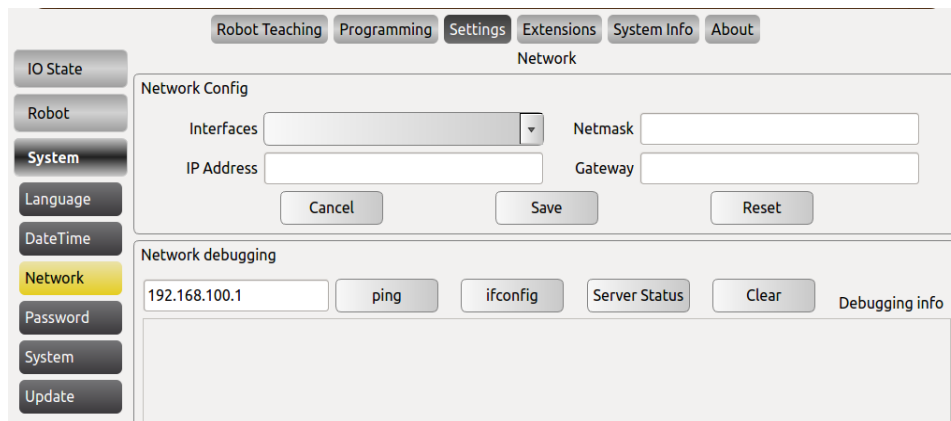 Robot Teaching Programming Settings Extensions System Info About
Network
IO State
Robot
System
Language
DateTime
Network
Password
System
Update
Network Config
Interfaces Netmask
IP Address Gateway
Cancel Save Reset
Network debugging
192.168.100.1 ping ifconfig Server Status Clear Debugging info